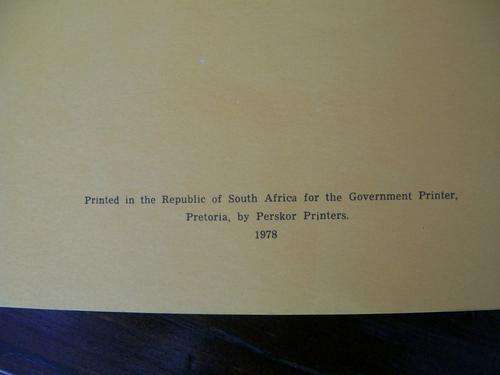 Printed in the Republic of South Africa for the Government Printer,
Pretoria, by Perskor Printers.
1978